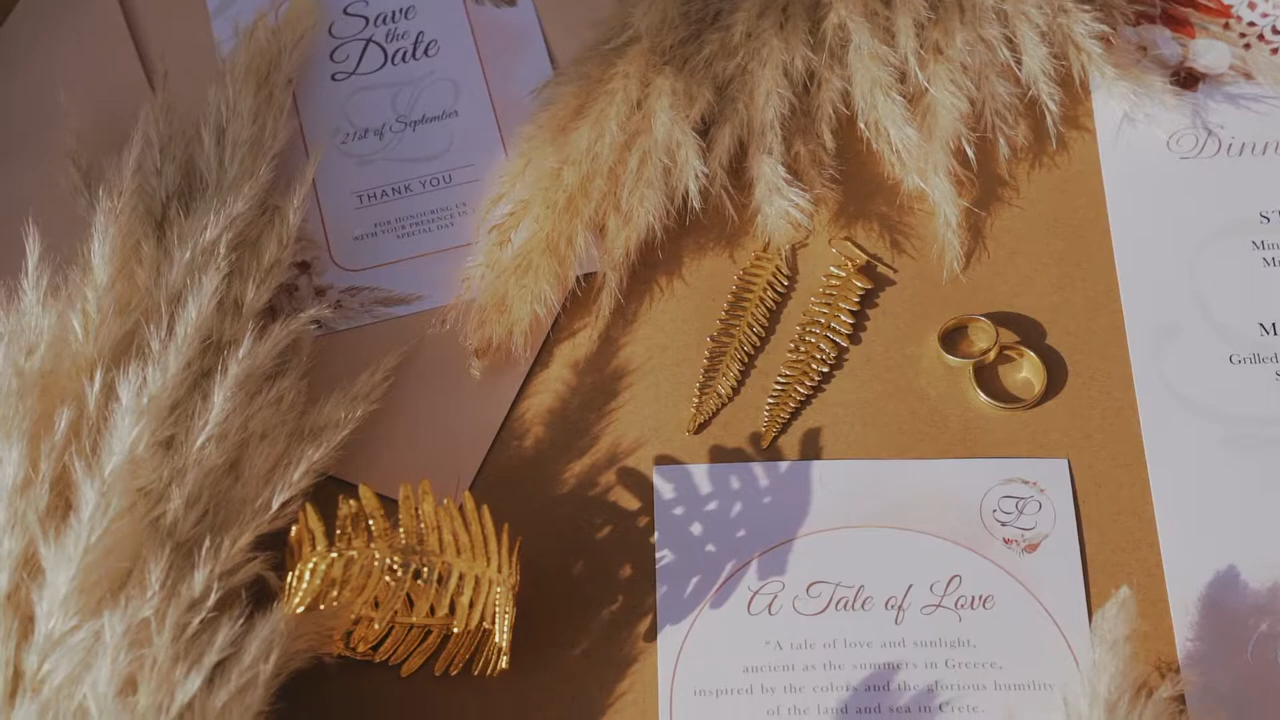 Save
the
Date
21st of September
THANK YOU
FOR HONOURING US
WITH YOUR PRESENCE IN
SPECIAL DAY
A Tale of Love
"A tale of love and sunlight,
ancient as the summers in Greece,
inspired by the colors and the glorious humility
of the land and sea in Crete.
Grilled